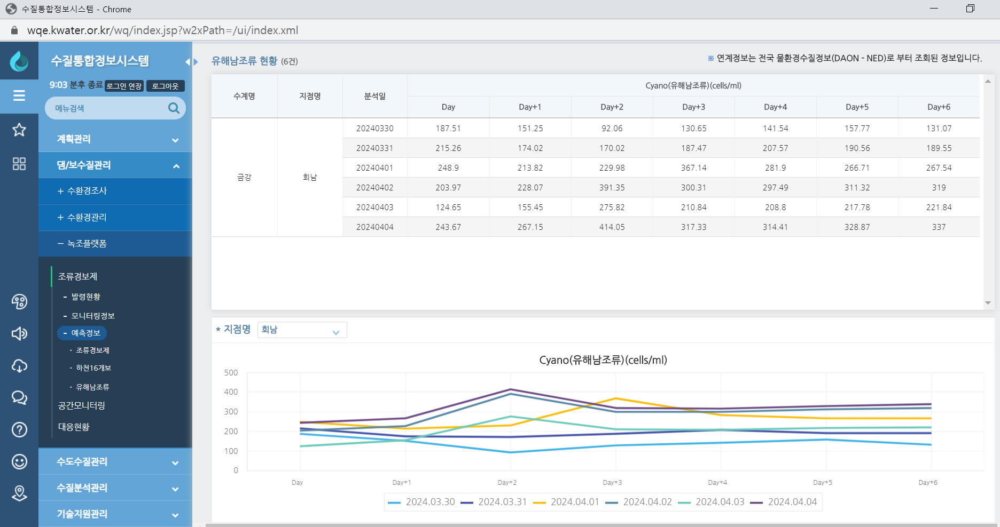 수질통합정보시스템 - Chrome
wqe.kwater.or.kr/wq/index.jsp?w2xPath=/ui/index.xml
수질통합정보시스템
9:03 분후 종료 로그인 연장 로그아웃
메뉴검색
계획관리
댐/보수질관리
+ 수환경조사
+ 수환경관리
− 녹조플랫폼
조류경보제
- 발령현황
- 모니터링정보
- 예측정보
· 조류경보제
· 하천16개보
· 유해남조류
공간모니터링
대응현황
수도수질관리
수질분석관리
기술지원관리
유해남조류 현황 (6건)
※ 연계정보는 전국 물환경수질정보(DAON - NED)로 부터 조회된 정보입니다.
수계명 지점명 분석일 Cyano(유해남조류)(cells/ml)
Day Day+1 Day+2 Day+3 Day+4 Day+5 Day+6
금강 회남
20240330 187.51 151.25 92.06 130.65 141.54 157.77 131.07
20240331 215.26 174.02 170.02 187.47 207.57 190.56 189.55
20240401 248.9 213.82 229.98 367.14 281.9 266.71 267.54
20240402 203.97 228.07 391.35 300.31 297.49 311.32 319
20240403 124.65 155.45 275.82 210.84 208.8 217.78 221.84
20240404 243.67 267.15 414.05 317.33 314.41 328.87 337
* 지점명 회남
Cyano(유해남조류)(cells/ml)
500
400
300
200
100
0
Day Day+1 Day+2 Day+3 Day+4 Day+5 Day+6
2024.03.30 2024.03.31 2024.04.01 2024.04.02 2024.04.03 2024.04.04